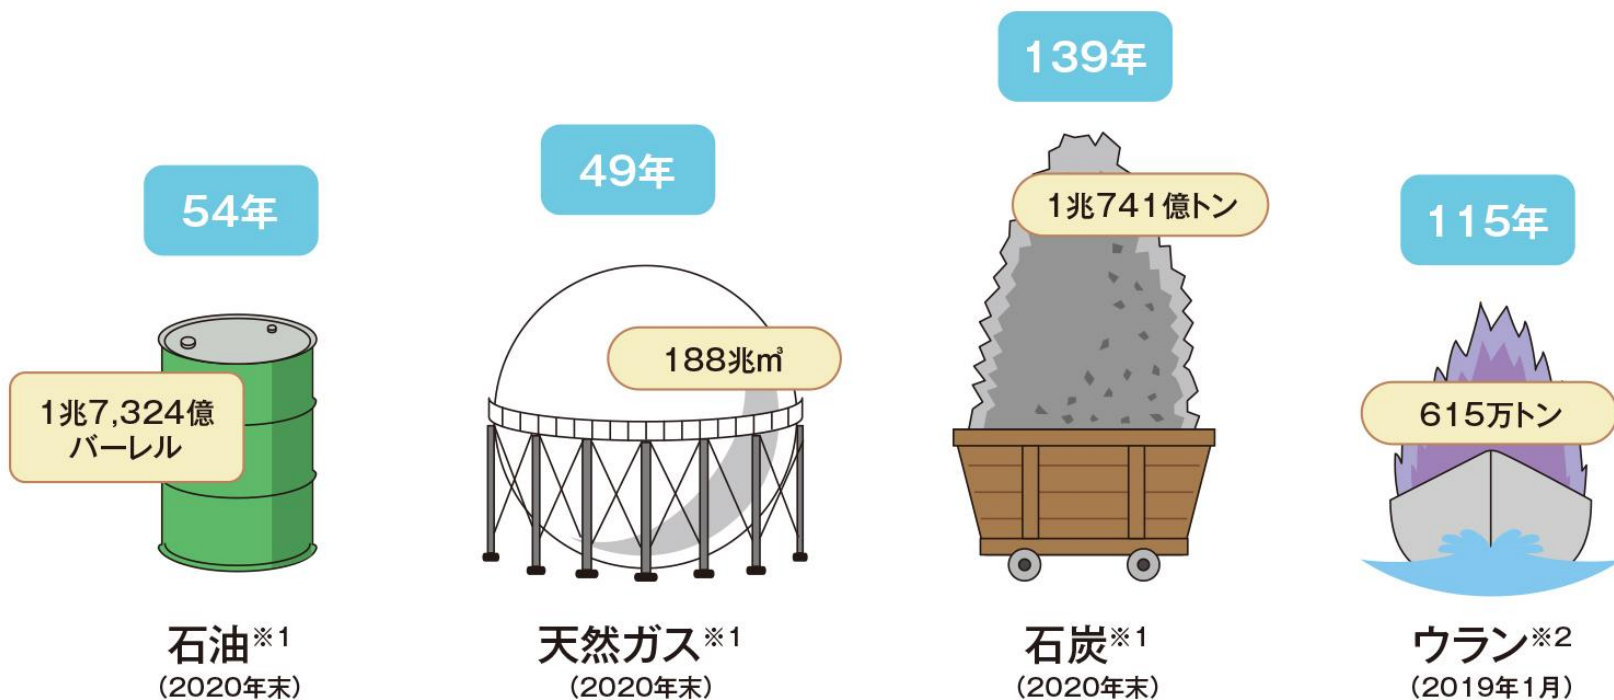 54年
1兆7,324億
バーレル
石油※1
(2020年末)
49年
188兆㎥
天然ガス※1
(2020年末)
139年
1兆741億トン
石炭※1
(2020年末)
115年
615万トン
ウラン※2
(2019年1月)